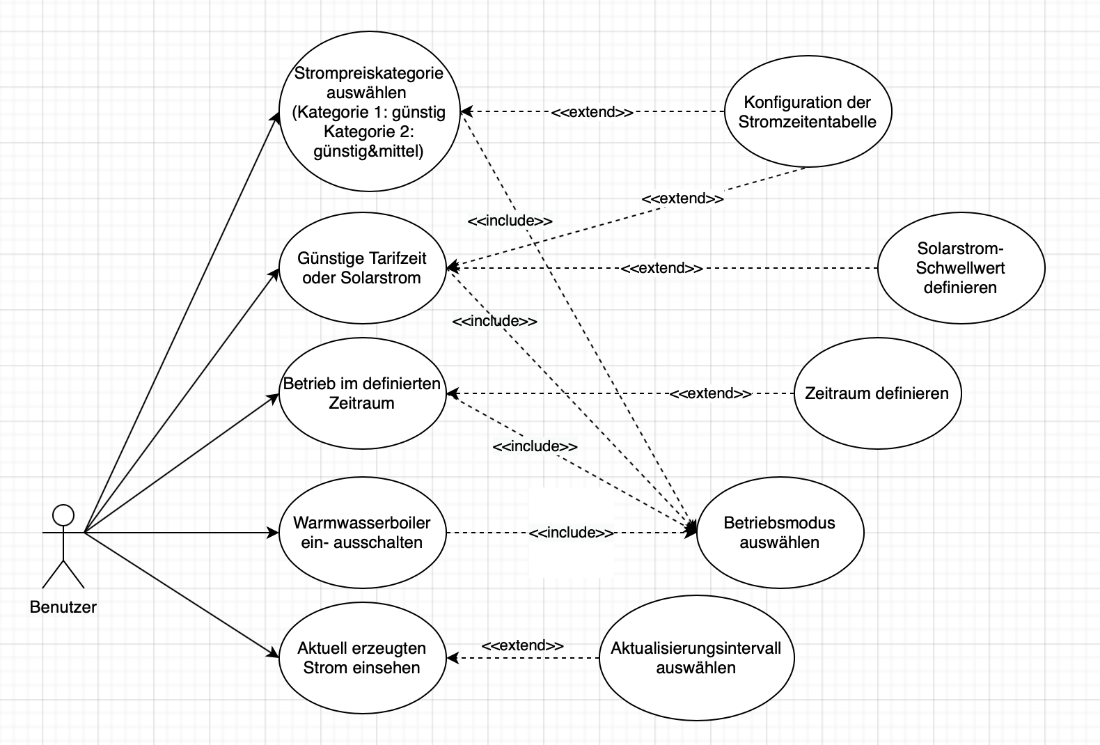 Strompreiskategorie
auswählen
(Kategorie 1: günstig
Kategorie 2:
günstig&mittel)
<<extend>>
Konfiguration der
Stromzeitentabelle
<<extend>>
<<include>>
Günstige Tarifzeit
oder Solarstrom
<<extend>>
Solarstrom-
Schwellwert
definieren
<<include>>
Betrieb im definierten
Zeitraum
<<extend>>
Zeitraum definieren
<<include>>
Warmwasserboiler
ein- ausschalten
<<include>>
Betriebsmodus
auswählen
Benutzer
Aktuell erzeugten
Strom einsehen
<<extend>>
Aktualisierungsintervall
auswählen